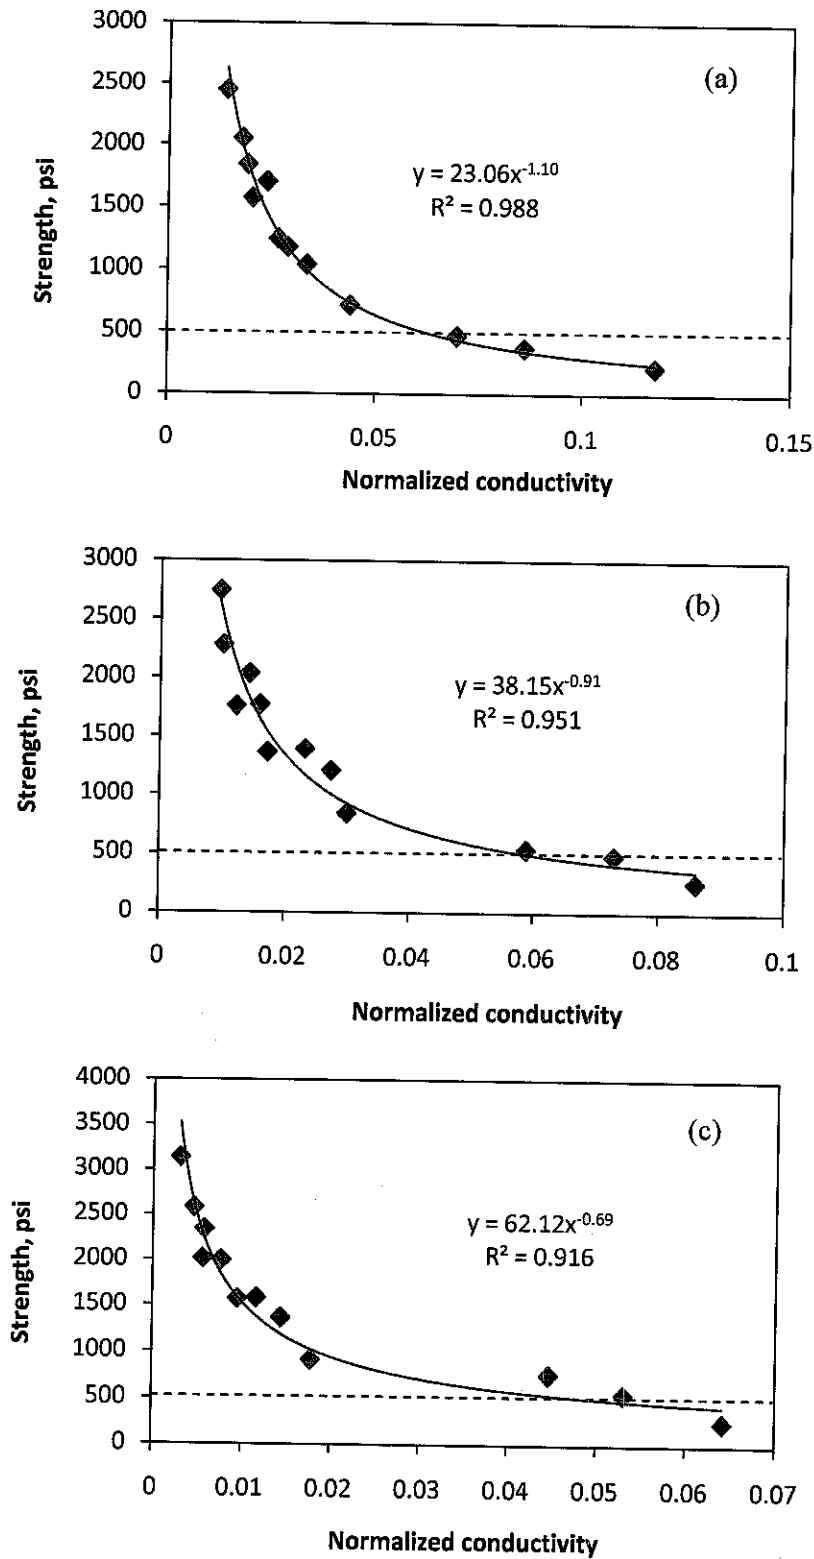 3000
2500
2000
1500
1000
500
0
Strength, psi
(a)
y = 23.06x^-1.10
R² = 0.988
0 0.05 0.1 0.15
Normalized conductivity
3000
2500
2000
1500
1000
500
0
Strength, psi
(b)
y = 38.15x^-0.91
R² = 0.951
0 0.02 0.04 0.06 0.08 0.1
Normalized conductivity
4000
3500
3000
2500
2000
1500
1000
500
0
Strength, psi
(c)
y = 62.12x^-0.69
R² = 0.916
0 0.01 0.02 0.03 0.04 0.05 0.06 0.07
Normalized conductivity